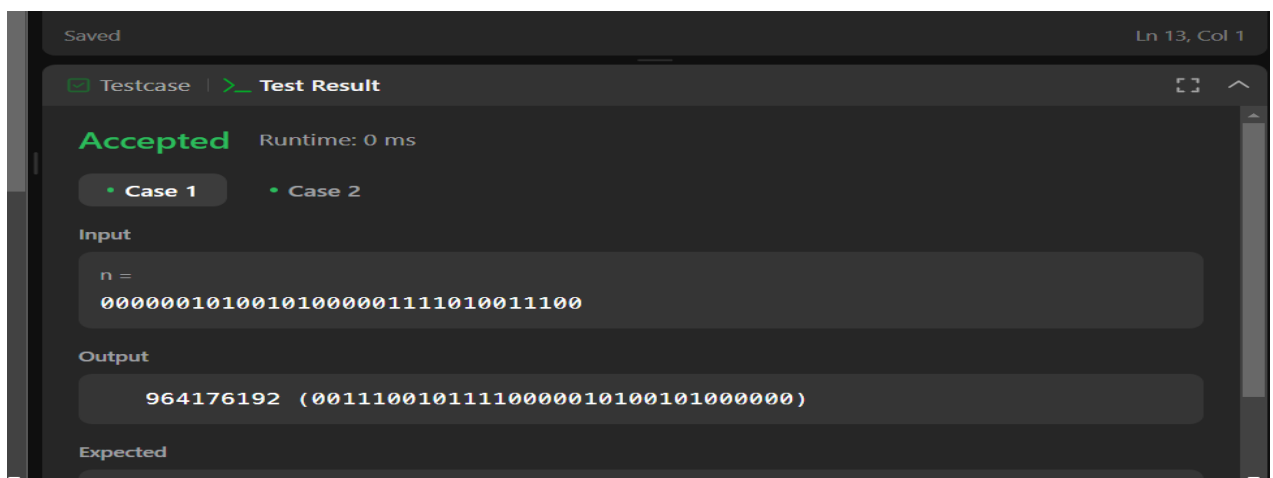 Saved Ln 13, Col 1
Testcase >_ Test Result
Accepted Runtime: 0 ms
• Case 1 • Case 2
Input
n =
00000010100101000001111010011100
Output
964176192 (00111001011110000010100101000000)
Expected